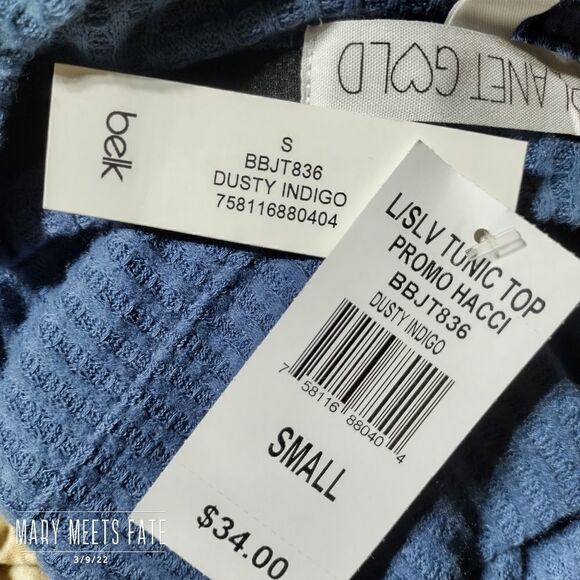 PLANET GOLD
belk
S
BBJT836
DUSTY INDIGO
758116880404
L/SLV TUNIC TOP
PROMO HACCI
BBJT836
DUSTY INDIGO
7 58116 88040 4
SMALL
$34.00
MARY MEETS FATE
3/9/22